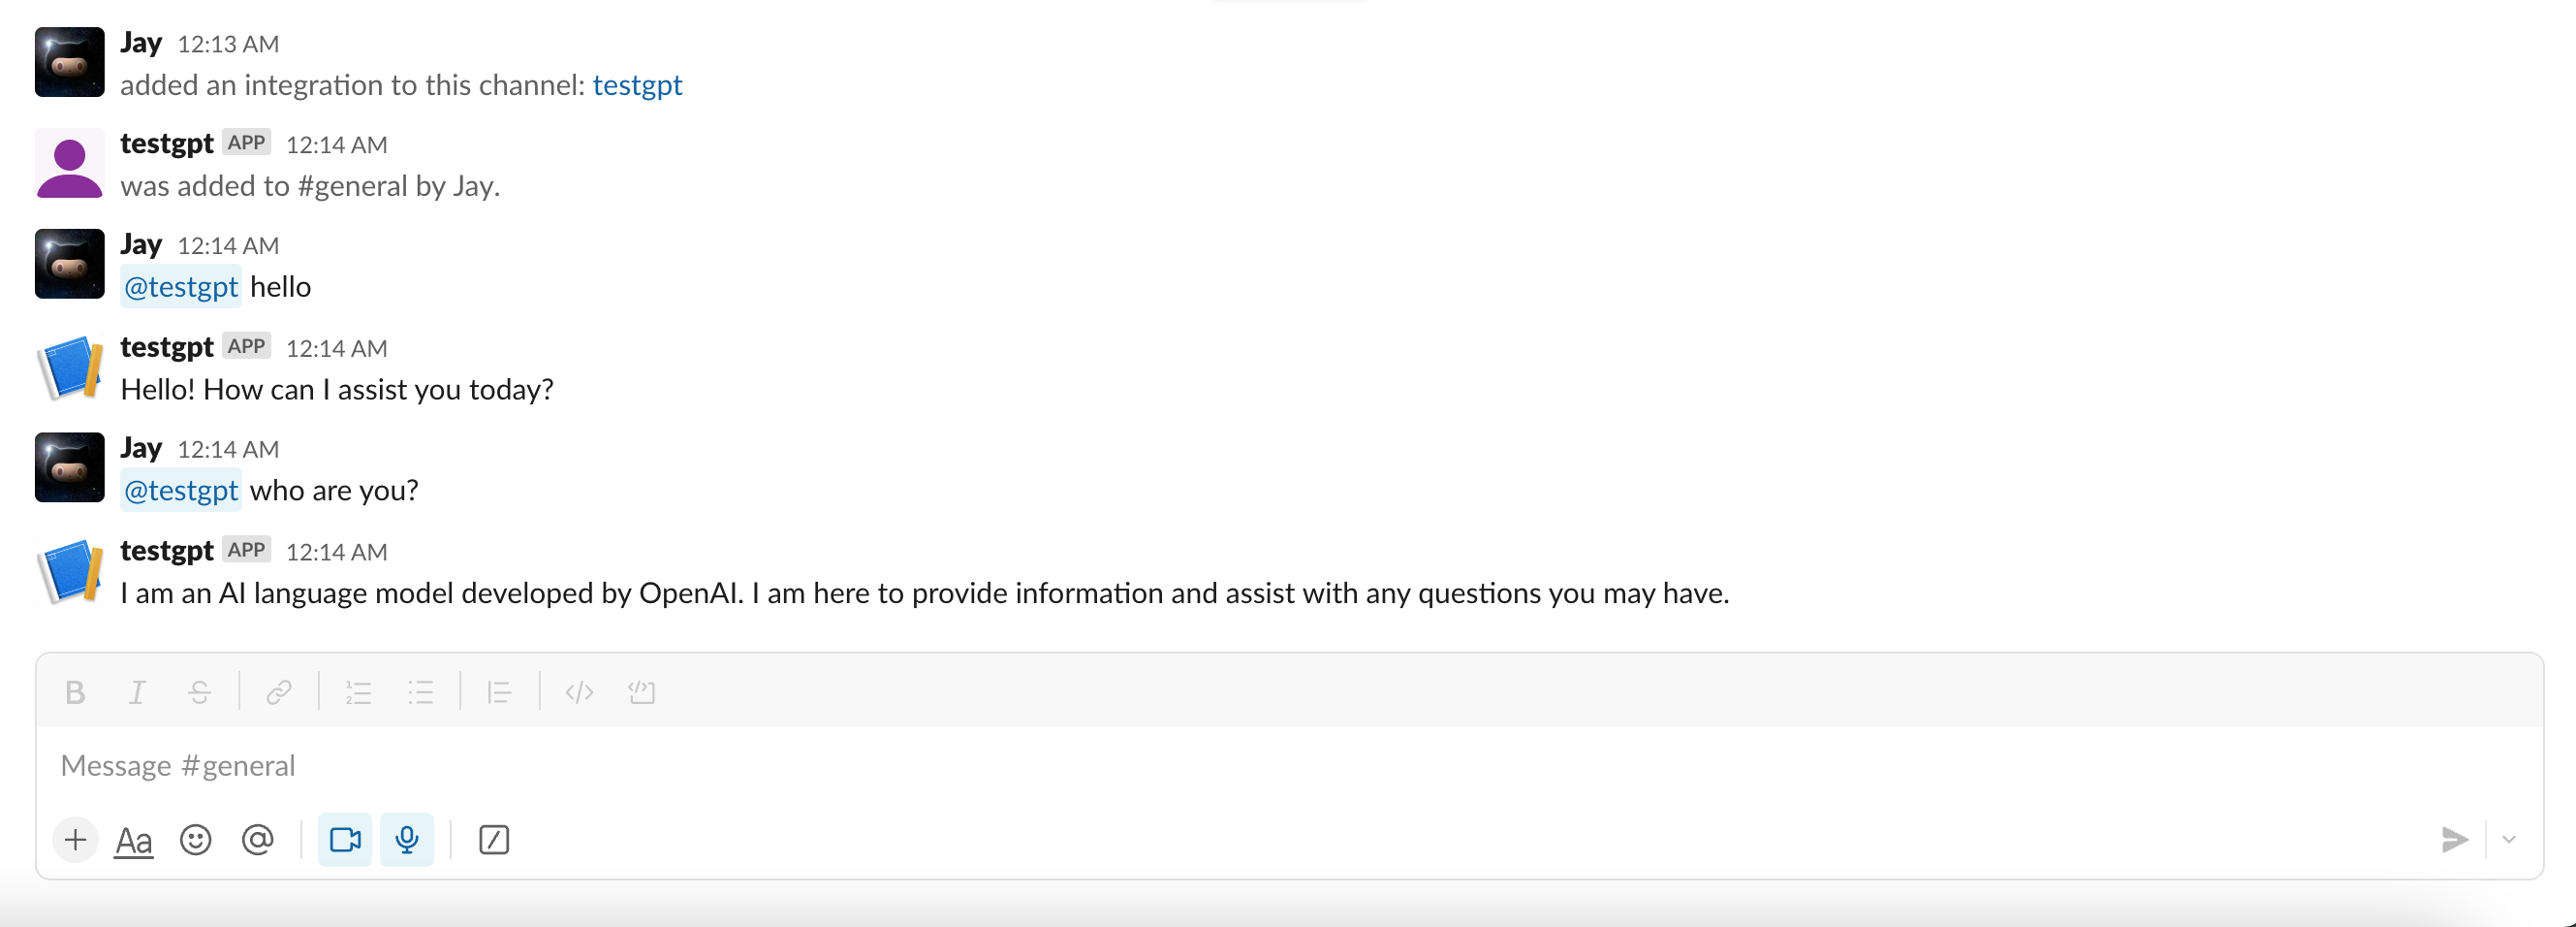 Jay 12:13 AM
added an integration to this channel: testgpt
testgpt APP 12:14 AM
was added to #general by Jay.
Jay 12:14 AM
@testgpt hello
testgpt APP 12:14 AM
Hello! How can I assist you today?
Jay 12:14 AM
@testgpt who are you?
testgpt APP 12:14 AM
I am an AI language model developed by OpenAI. I am here to provide information and assist with any questions you may have.
Message #general
Aa